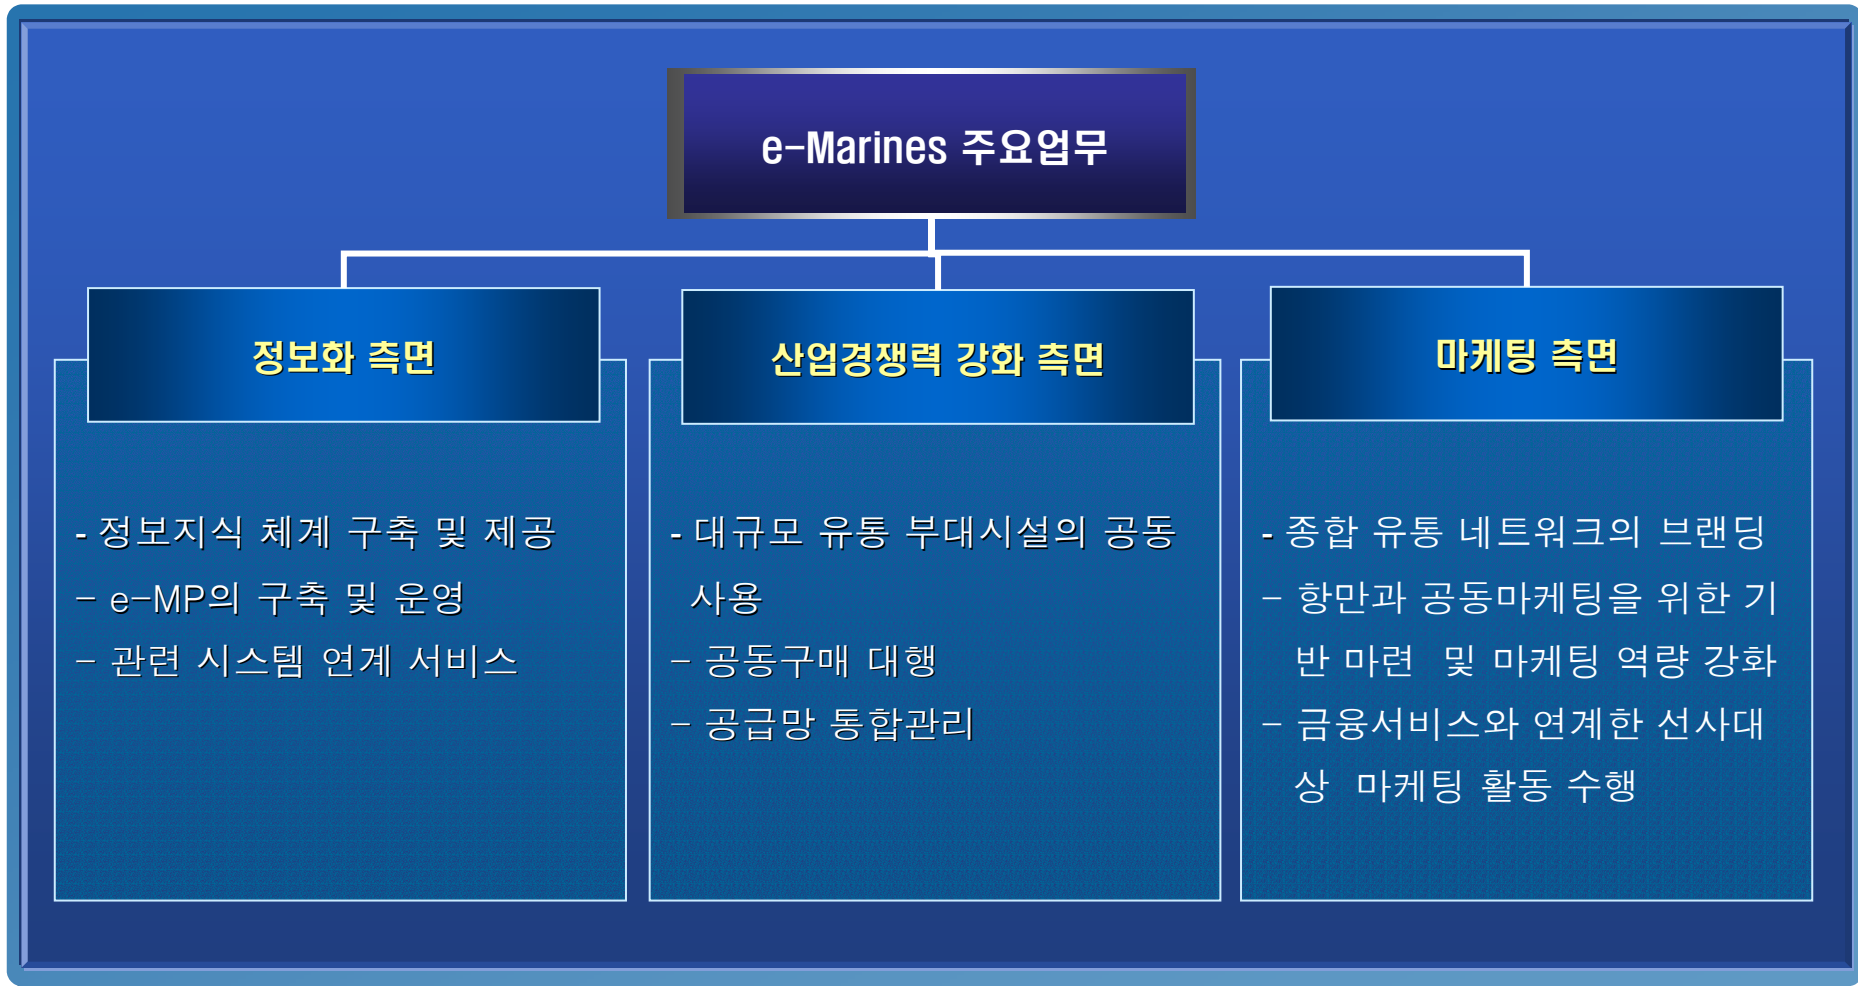 e-Marines 주요업무
정보화 측면
- 정보지식 체계 구축 및 제공
- e-MP의 구축 및 운영
- 관련 시스템 연계 서비스
산업경쟁력 강화 측면
- 대규모 유통 부대시설의 공동
사용
- 공동구매 대행
- 공급망 통합관리
마케팅 측면
- 종합 유통 네트워크의 브랜딩
- 항만과 공동마케팅을 위한 기
반 마련 및 마케팅 역량 강화
- 금융서비스와 연계한 선사대
상 마케팅 활동 수행